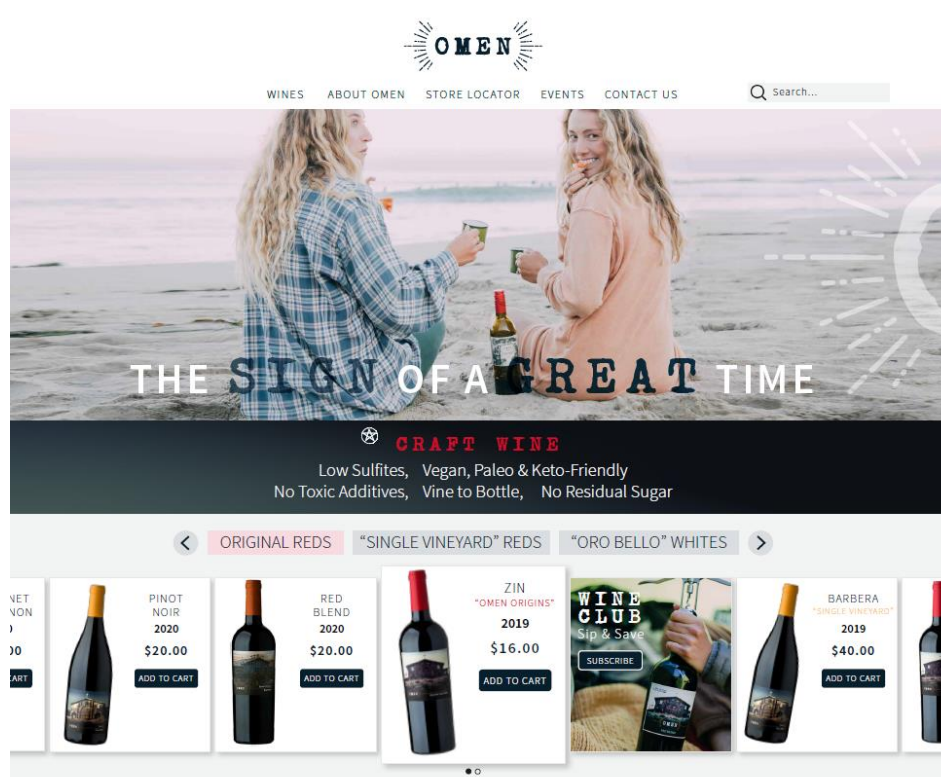 OMEN
WINES ABOUT OMEN STORE LOCATOR EVENTS CONTACT US Search...
THE SIGN OF A GREAT TIME
CRAFT WINE
Low Sulfites, Vegan, Paleo & Keto-Friendly
No Toxic Additives, Vine to Bottle, No Residual Sugar
ORIGINAL REDS "SINGLE VINEYARD" REDS "ORO BELLO" WHITES
PINOT
NOIR
2020
$20.00
ADD TO CART
RED
BLEND
2020
$20.00
ADD TO CART
ZIN
"OMEN ORIGINS"
2019
$16.00
ADD TO CART
WINE
CLUB
Sip & Save
SUBSCRIBE
OMEN
BARBERA
"SINGLE VINEYARD"
2019
$40.00
ADD TO CART